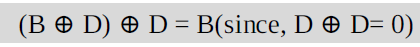 (B ⊕ D) ⊕ D = B(since, D ⊕ D= 0)